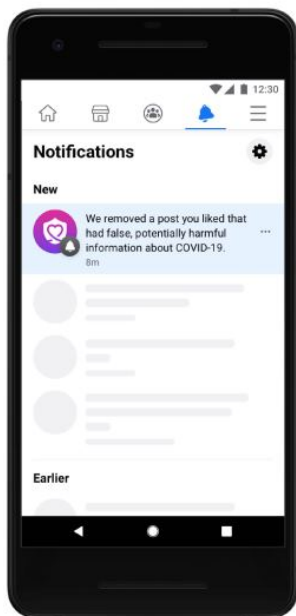 12:30
Notifications
New
We removed a post you liked that
had false, potentially harmful
information about COVID-19.
8m
Earlier